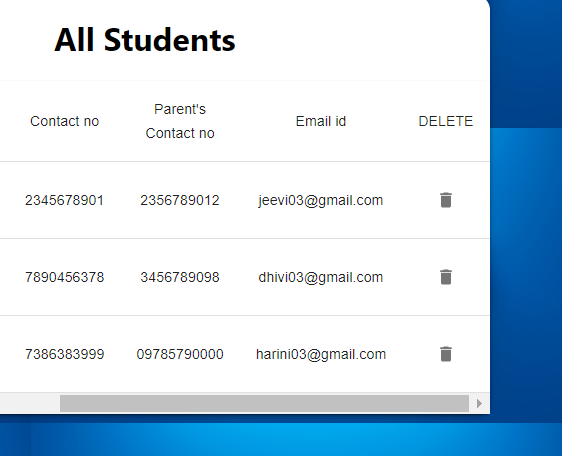 All Students
Contact no
Parent's
Contact no
Email id
DELETE
2345678901 2356789012 jeevi03@gmail.com
7890456378 3456789098 dhivi03@gmail.com
7386383999 09785790000 harini03@gmail.com